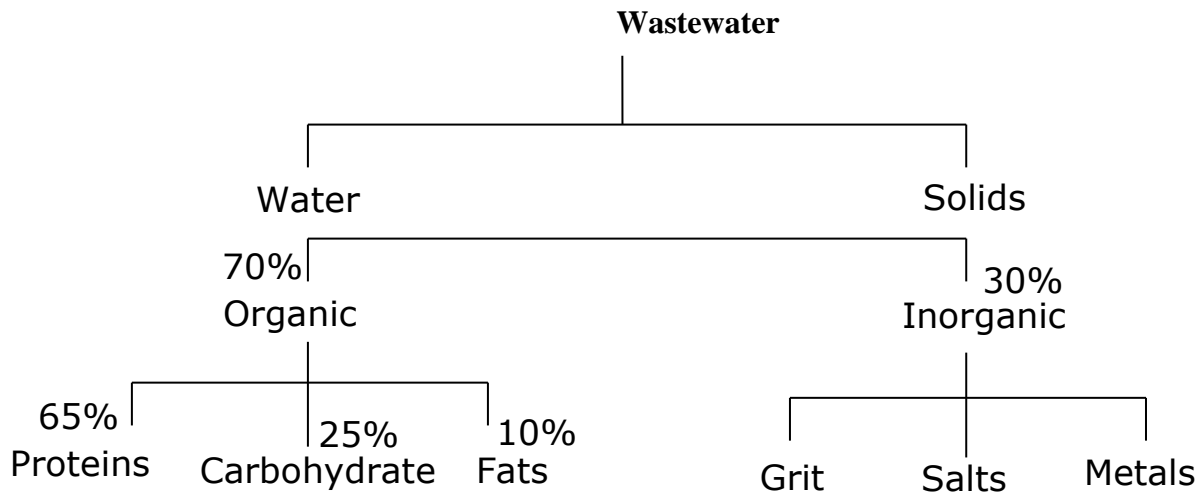 Wastewater
Water
Solids
70%
Organic
30%
Inorganic
65%
Proteins
25%
Carbohydrate
10%
Fats
Grit
Salts
Metals